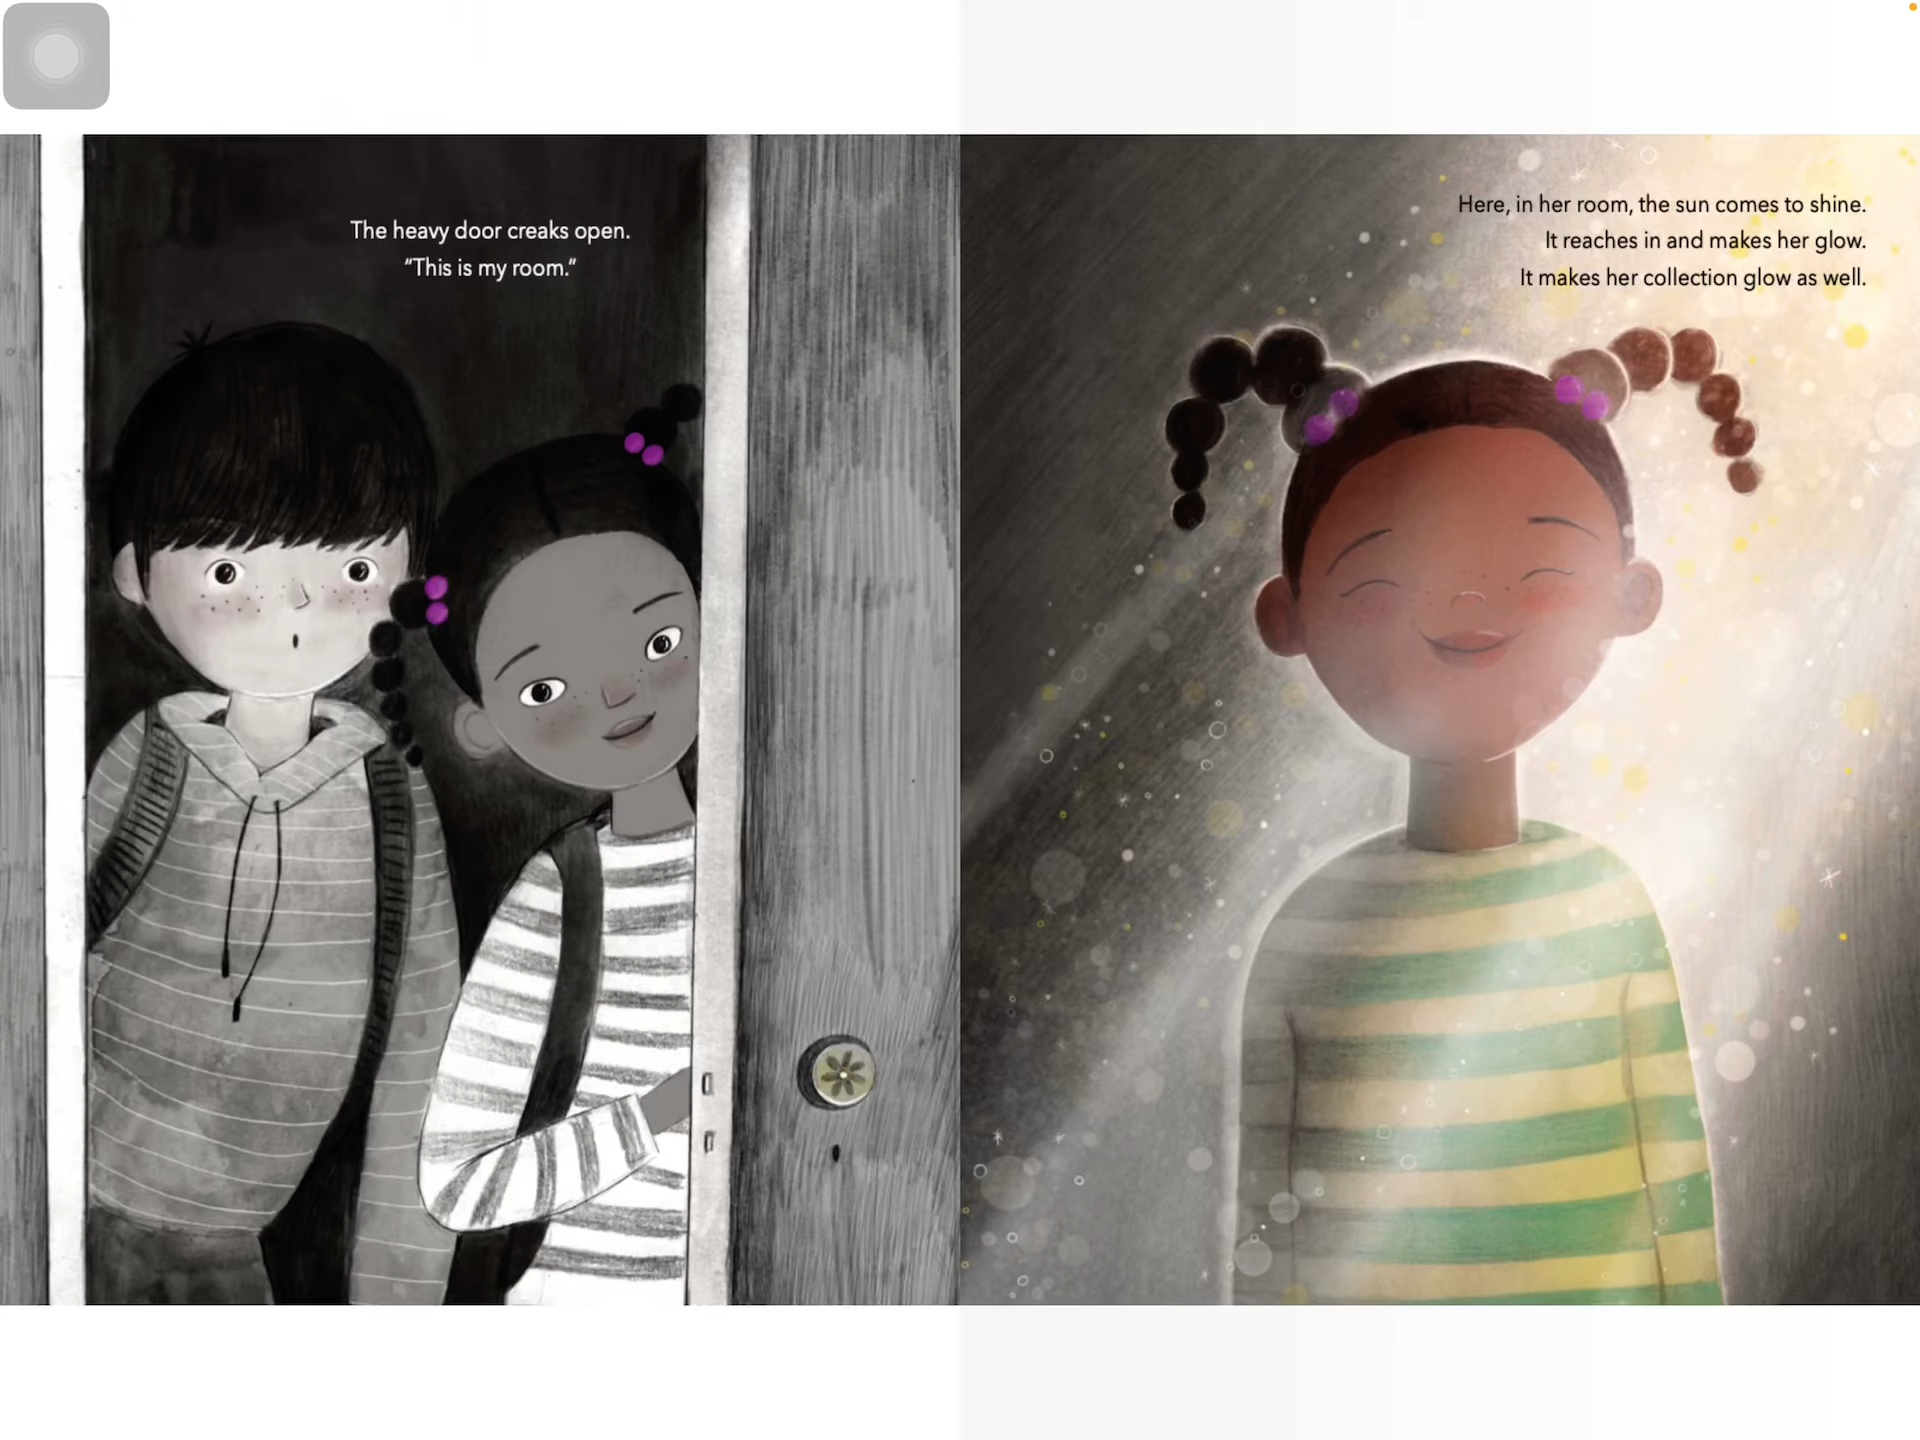 The heavy door creaks open.
“This is my room.”
Here, in her room, the sun comes to shine.
It reaches in and makes her glow.
It makes her collection glow as well.